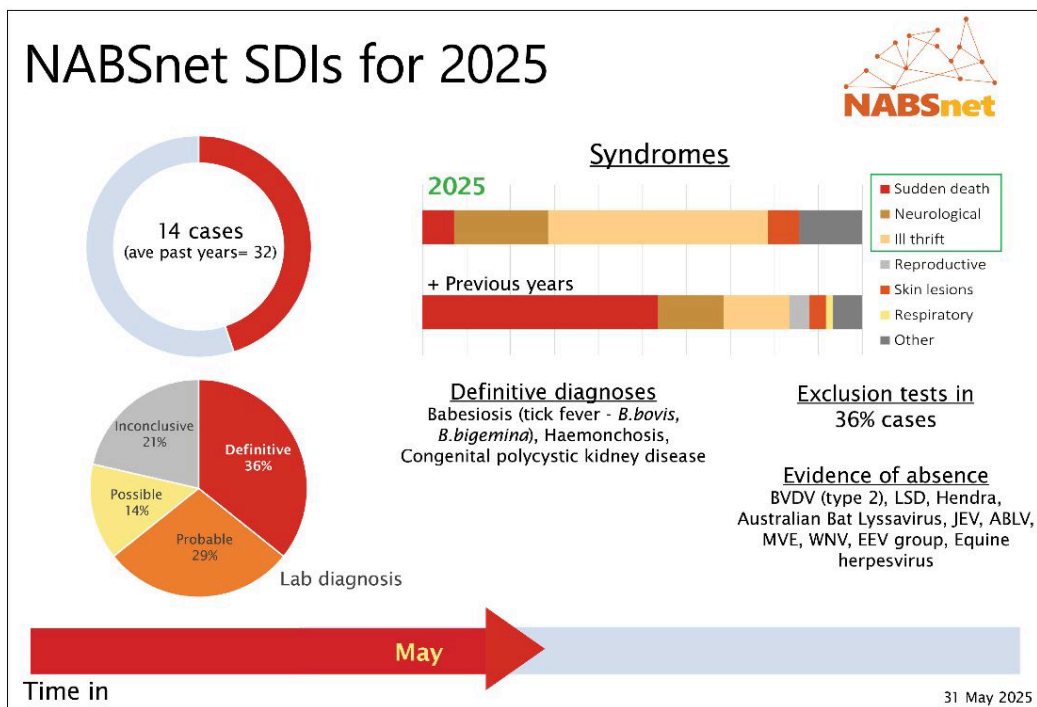 NABSnet SDIs for 2025
NABSnet
14 cases
(ave past years= 32)
Syndromes
2025
+ Previous years
Sudden death
Neurological
Ill thrift
Reproductive
Skin lesions
Respiratory
Other
Inconclusive
21%
Definitive
36%
Possible
14%
Probable
29%
Lab diagnosis
Definitive diagnoses
Babesiosis (tick fever - B.bovis,
B.bigemina), Haemonchosis,
Congenital polycystic kidney disease
Exclusion tests in
36% cases
Evidence of absence
BVDV (type 2), LSD, Hendra,
Australian Bat Lyssavirus, JEV, ABLV,
MVE, WNV, EEV group, Equine
herpesvirus
May
Time in
31 May 2025